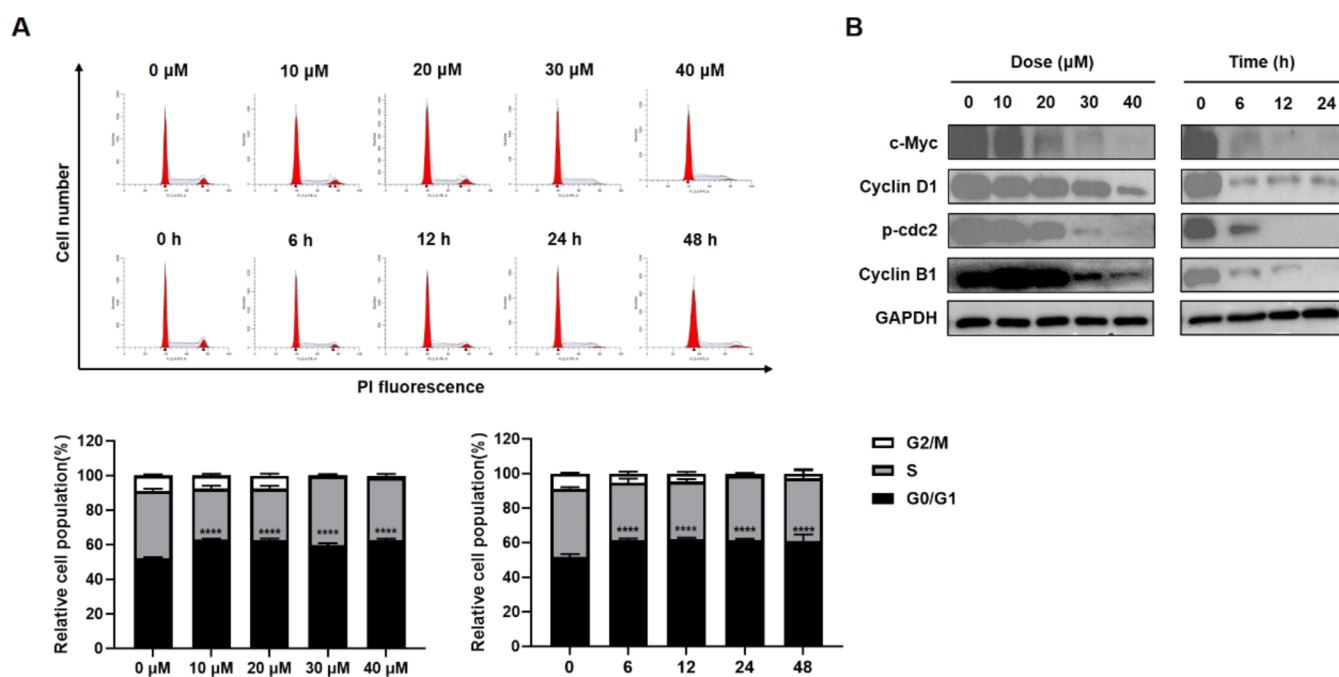 A
B
0 µM 10 µM 20 µM 30 µM 40 µM
0 h 6 h 12 h 24 h 48 h
Cell number
PI fluorescence
Dose (µM) Time (h)
0 10 20 30 40 0 6 12 24
c-Myc
Cyclin D1
p-cdc2
Cyclin B1
GAPDH
Relative cell population(%)
120
100
80
60
40
20
0
**** **** **** ****
0 µM 10 µM 20 µM 30 µM 40 µM
Relative cell population(%)
120
100
80
60
40
20
0
**** **** **** ****
0 6 12 24 48
G2/M
S
G0/G1